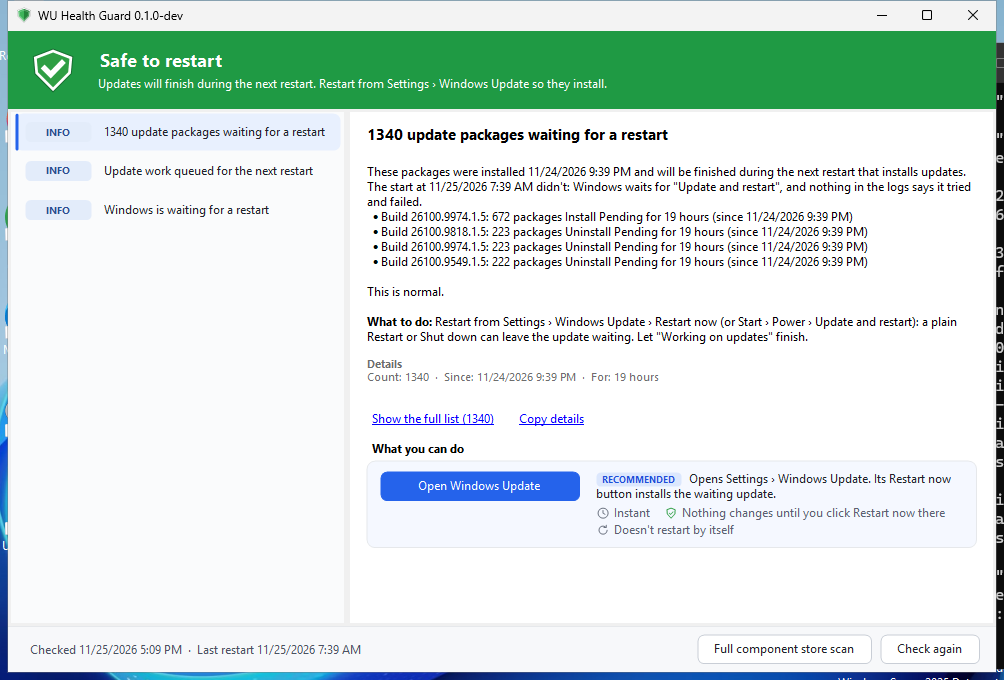 WU Health Guard 0.1.0-dev
Safe to restart
Updates will finish during the next restart. Restart from Settings › Windows Update so they install.
INFO 1340 update packages waiting for a restart
INFO Update work queued for the next restart
INFO Windows is waiting for a restart
1340 update packages waiting for a restart
These packages were installed 11/24/2026 9:39 PM and will be finished during the next restart that installs updates.
The start at 11/25/2026 7:39 AM didn't: Windows waits for "Update and restart", and nothing in the logs says it tried
and failed.
• Build 26100.9974.1.5: 672 packages Install Pending for 19 hours (since 11/24/2026 9:39 PM)
• Build 26100.9818.1.5: 223 packages Uninstall Pending for 19 hours (since 11/24/2026 9:39 PM)
• Build 26100.9974.1.5: 223 packages Uninstall Pending for 19 hours (since 11/24/2026 9:39 PM)
• Build 26100.9549.1.5: 222 packages Uninstall Pending for 19 hours (since 11/24/2026 9:39 PM)
This is normal.
What to do: Restart from Settings › Windows Update › Restart now (or Start › Power › Update and restart): a plain
Restart or Shut down can leave the update waiting. Let "Working on updates" finish.
Details
Count: 1340 · Since: 11/24/2026 9:39 PM · For: 19 hours
Show the full list (1340) Copy details
What you can do
Open Windows Update
RECOMMENDED Opens Settings › Windows Update. Its Restart now
button installs the waiting update.
Instant Nothing changes until you click Restart now there
Doesn't restart by itself
Checked 11/25/2026 5:09 PM · Last restart 11/25/2026 7:39 AM
Full component store scan Check again